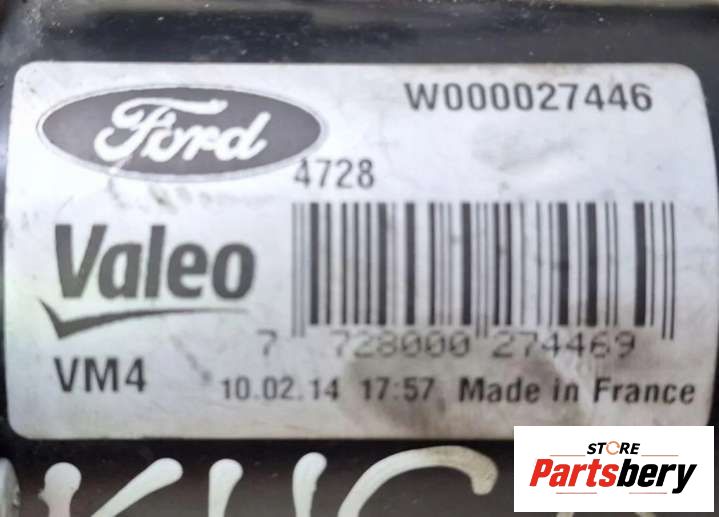 Ford
W000027446
4728
Valeo
7 728000 274469
VM4
10.02.14 17:57 Made in France
STORE
Partsbery